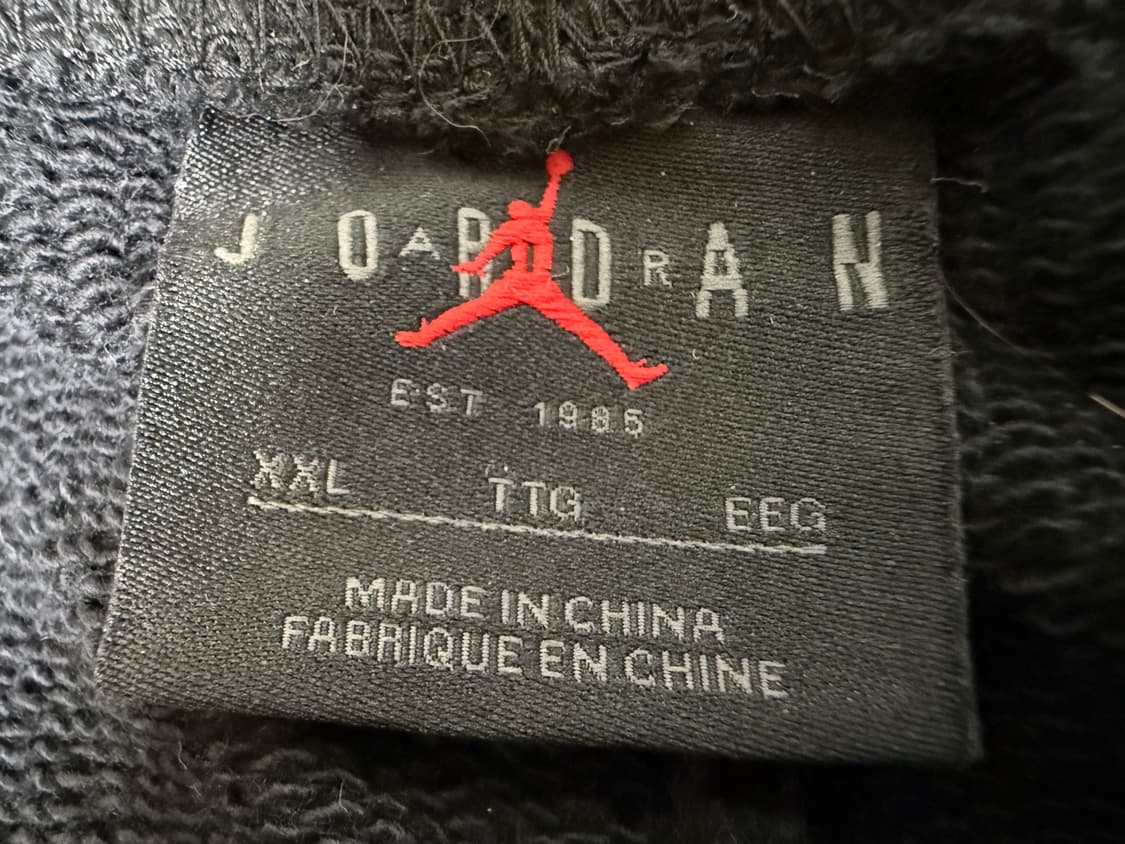 JORDAN
A R
EST 1985
XXL TTG EEG
MADE IN CHINA
FABRIQUE EN CHINE